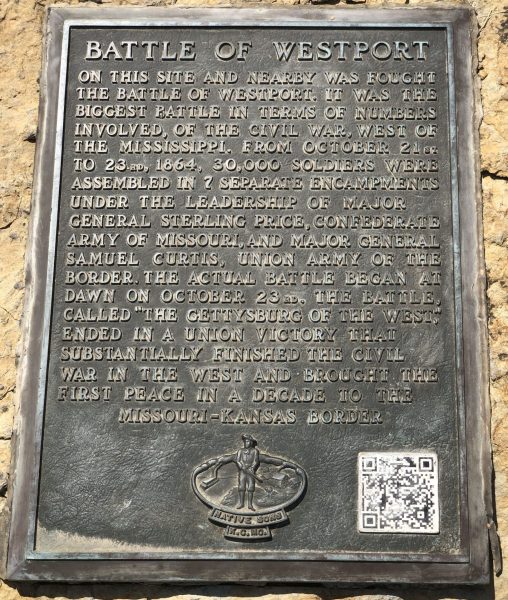 BATTLE OF WESTPORT
ON THIS SITE AND NEARBY WAS FOUGHT
THE BATTLE OF WESTPORT. IT WAS THE
BIGGEST BATTLE IN TERMS OF NUMBERS
INVOLVED, OF THE CIVIL WAR, WEST OF
THE MISSISSIPPI. FROM OCTOBER 21ST
TO 23RD, 1864, 30,000 SOLDIERS WERE
ASSEMBLED IN 7 SEPARATE ENCAMPMENTS
UNDER THE LEADERSHIP OF MAJOR
GENERAL STERLING PRICE, CONFEDERATE
ARMY OF MISSOURI, AND MAJOR GENERAL
SAMUEL CURTIS, UNION ARMY OF THE
BORDER. THE ACTUAL BATTLE BEGAN AT
DAWN ON OCTOBER 23RD. THE BATTLE,
CALLED "THE GETTYSBURG OF THE WEST,"
ENDED IN A UNION VICTORY THAT
SUBSTANTIALLY FINISHED THE CIVIL
WAR IN THE WEST AND BROUGHT THE
FIRST PEACE IN A DECADE TO THE
MISSOURI-KANSAS BORDER
NATIVE SONS
K.C. MO.